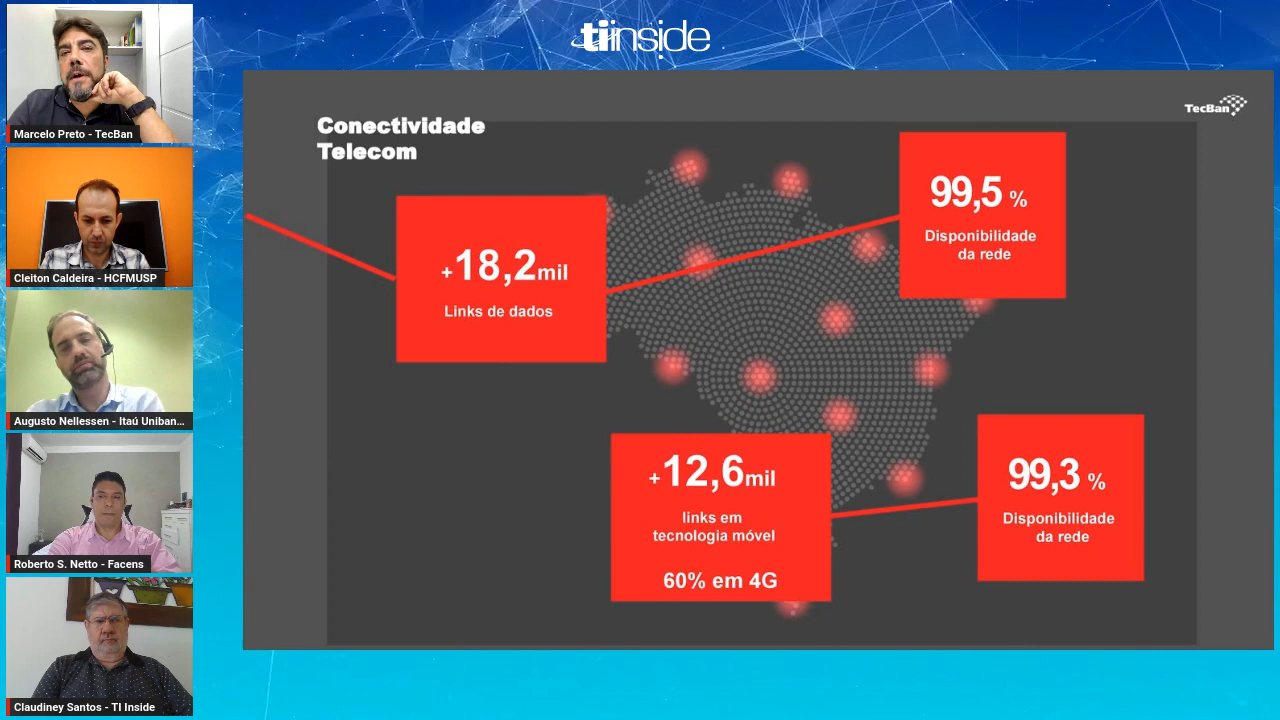 tiinside
Marcelo Preto - TecBan
Cleiton Caldeira - HCFMUSP
Augusto Nellessen - Itaú Uniban...
Roberto S. Netto - Facens
Claudiney Santos - TI Inside
TecBan
Conectividade
Telecom
+18,2mil
Links de dados
99,5 %
Disponibilidade
da rede
+12,6mil
links em
tecnologia móvel
60% em 4G
99,3 %
Disponibilidade
da rede